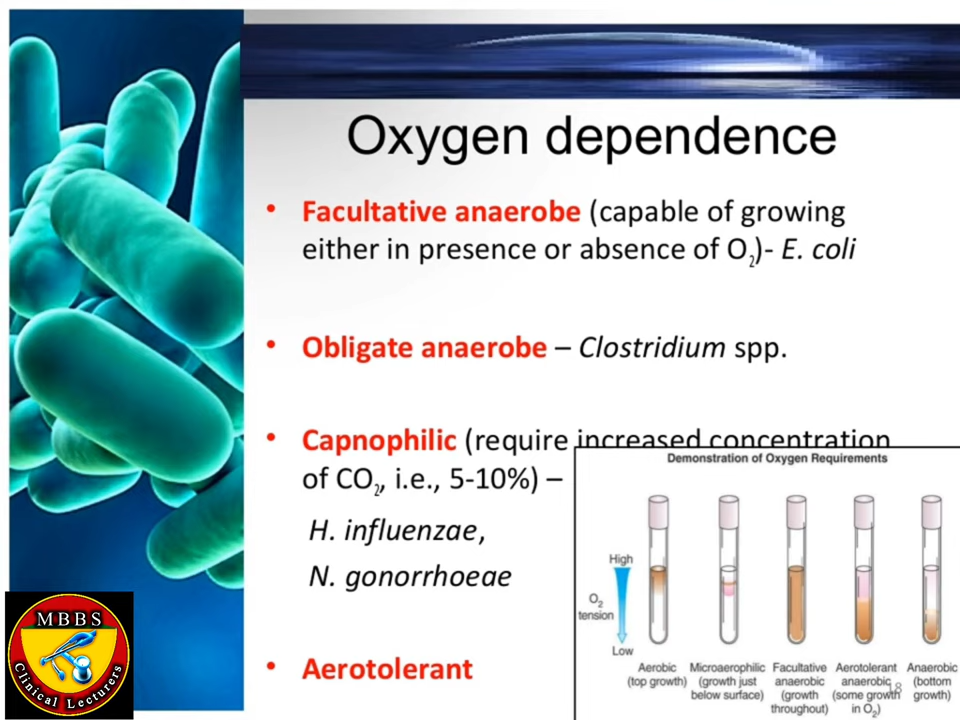 Oxygen dependence
• Facultative anaerobe (capable of growing
either in presence or absence of O₂)- E. coli
• Obligate anaerobe – Clostridium spp.
• Capnophilic (require increased concentration
of CO₂, i.e., 5-10%) –
H. influenzae,
N. gonorrhoeae
• Aerotolerant
Demonstration of Oxygen Requirements
High
O₂
tension
Low
Aerobic
(top growth)
Microaerophilic
(growth just
below surface)
Facultative
anaerobic
(growth
throughout)
Aerotolerant
anaerobic
(some growth
in O₂)
Anaerobic
(bottom
growth)
18
MBBS
Clinical Lecturers